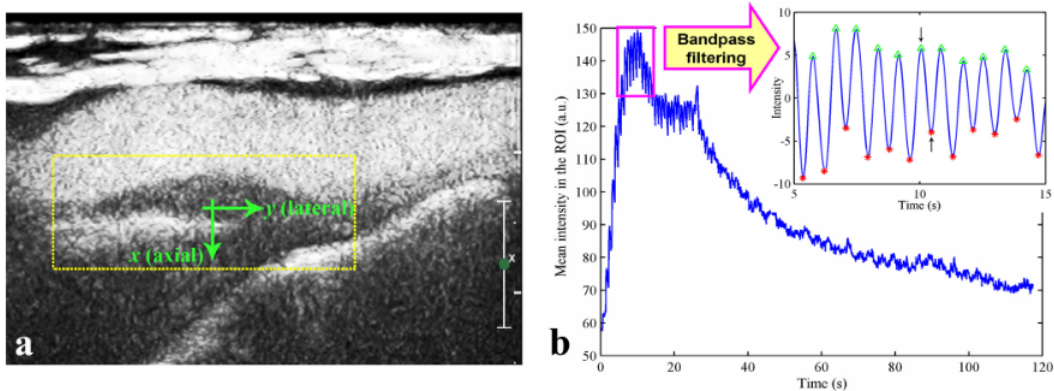 y (lateral)
x (axial)
x
a
Mean intensity in the ROI (a.u.)
150
140
130
120
110
100
90
80
70
60
50
0
20
40
60
80
100
120
Time (s)
Bandpass
filtering
Intensity
10
5
0
-5
-10
5
10
15
Time (s)
b